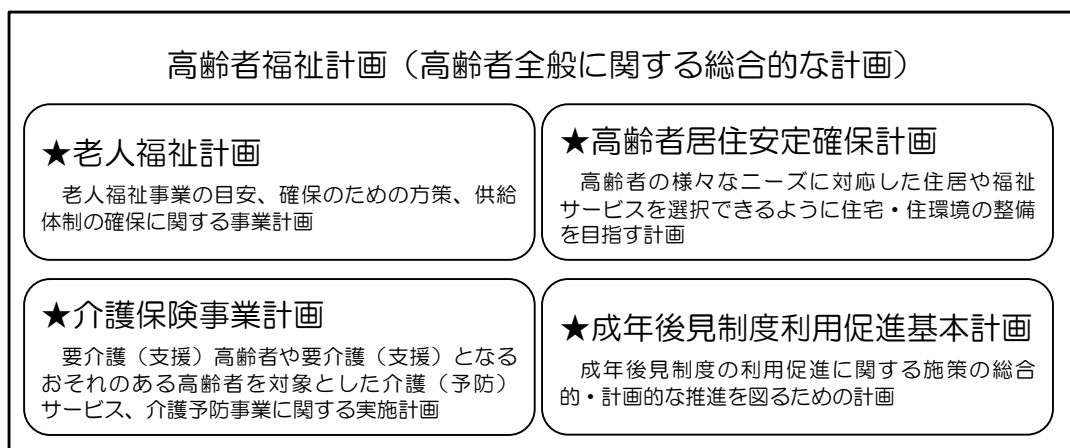 高齢者福祉計画（高齢者全般に関する総合的な計画）
★老人福祉計画
老人福祉事業の目安、確保のための方策、供給
体制の確保に関する事業計画
★高齢者居住安定確保計画
高齢者の様々なニーズに対応した住居や福祉
サービスを選択できるように住宅・住環境の整備
を目指す計画
★介護保険事業計画
要介護（支援）高齢者や要介護（支援）となる
おそれのある高齢者を対象とした介護（予防）
サービス、介護予防事業に関する実施計画
★成年後見制度利用促進基本計画
成年後見制度の利用促進に関する施策の総合
的・計画的な推進を図るための計画